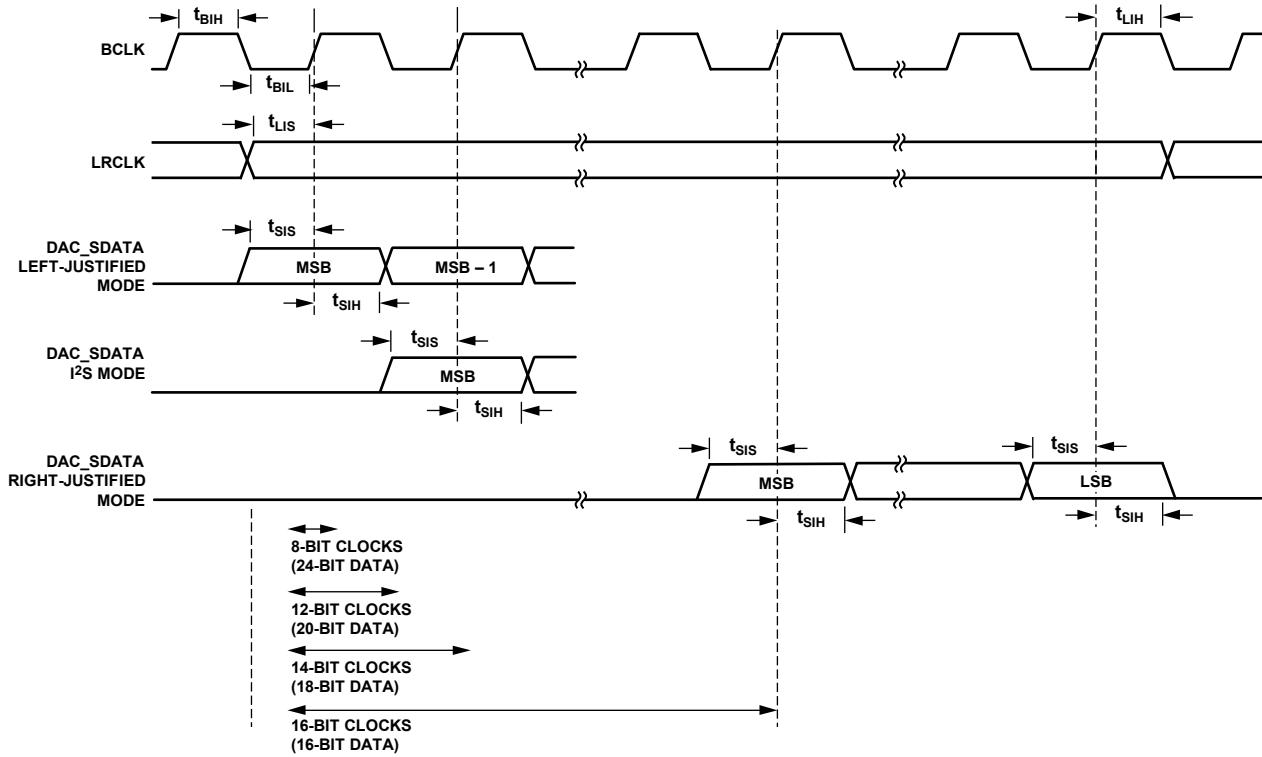 tBIH
tLIH
BCLK
tBIL
tLIS
LRCLK
tSIS
DAC_SDATA
LEFT-JUSTIFIED
MODE
MSB
MSB – 1
tSIH
tSIS
DAC_SDATA
I2S MODE
MSB
tSIH
tSIS
tSIS
DAC_SDATA
RIGHT-JUSTIFIED
MODE
MSB
LSB
tSIH
tSIH
8-BIT CLOCKS
(24-BIT DATA)
12-BIT CLOCKS
(20-BIT DATA)
14-BIT CLOCKS
(18-BIT DATA)
16-BIT CLOCKS
(16-BIT DATA)